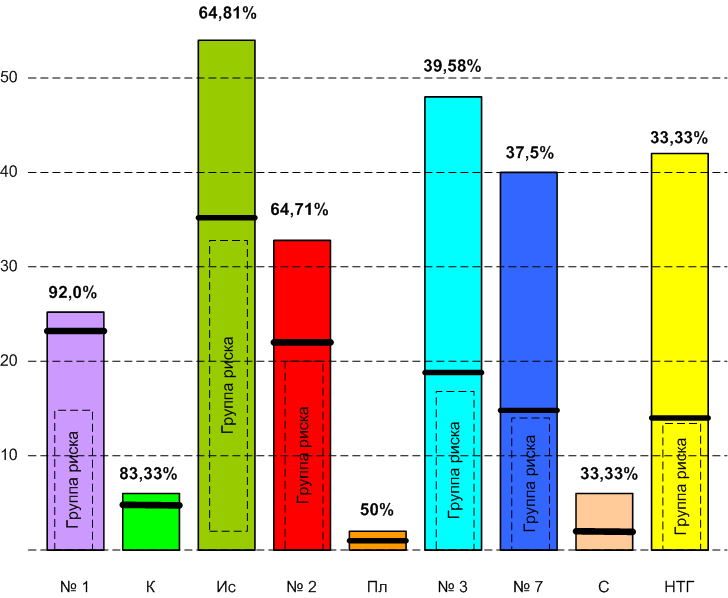 64,81%
50
39,58%
33,33%
37,5%
40
64,71%
30
92,0%
20
Группа риска
Группа риска
Группа риска
Группа риска
Группа риска
Группа риска
83,33%
33,33%
10
50%
№ 1 К Ис № 2 Пл № 3 № 7 С НТГ